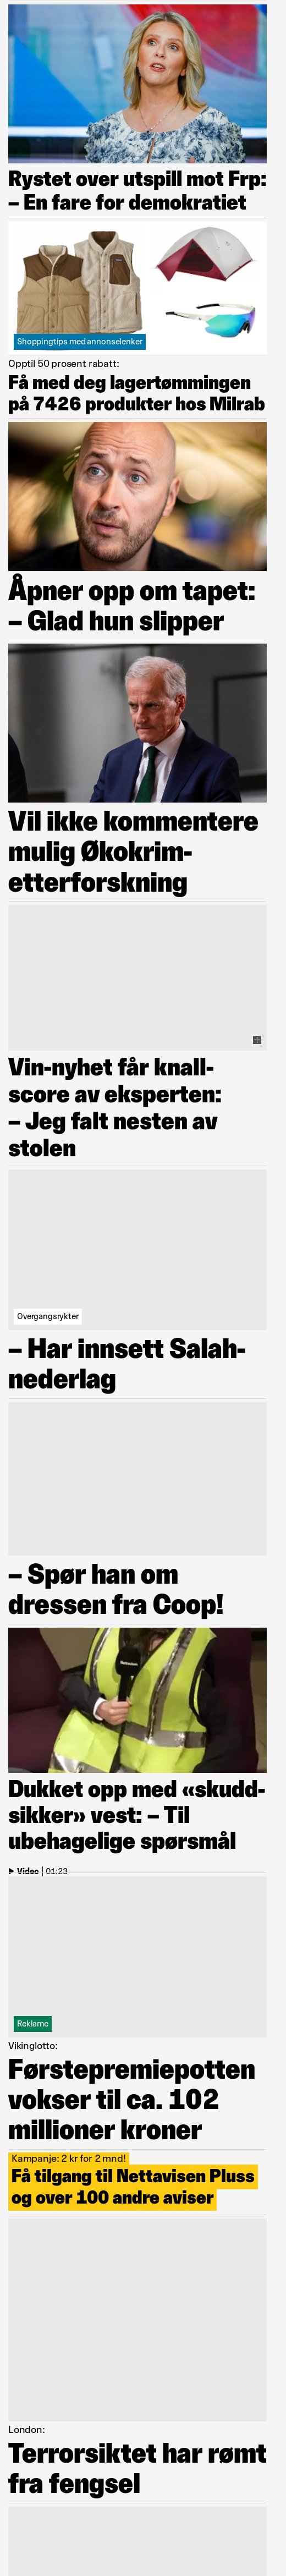 Rystet over utspill mot Frp:
– En fare for demokratiet
Shoppingtips med annonselenker
Opptil 50 prosent rabatt:
Få med deg lagertømmingen
på 7426 produkter hos Milrab
Åpner opp om tapet:
– Glad hun slipper
Vil ikke kommentere
mulig Økokrim-
etterforskning
Vin-nyhet får knall-
score av eksperten:
– Jeg falt nesten av
stolen
Overgangsrykter
– Har innsett Salah-
nederlag
– Spør han om
dressen fra Coop!
Dukket opp med «skudd-
sikker» vest: – Til
ubehagelige spørsmål
Video | 01:23
Reklame
Vikinglotto:
Førstepremiepotten
vokser til ca. 102
millioner kroner
Kampanje: 2 kr for 2 mnd!
Få tilgang til Nettavisen Pluss
og over 100 andre aviser
London:
Terrorsiktet har rømt
fra fengsel